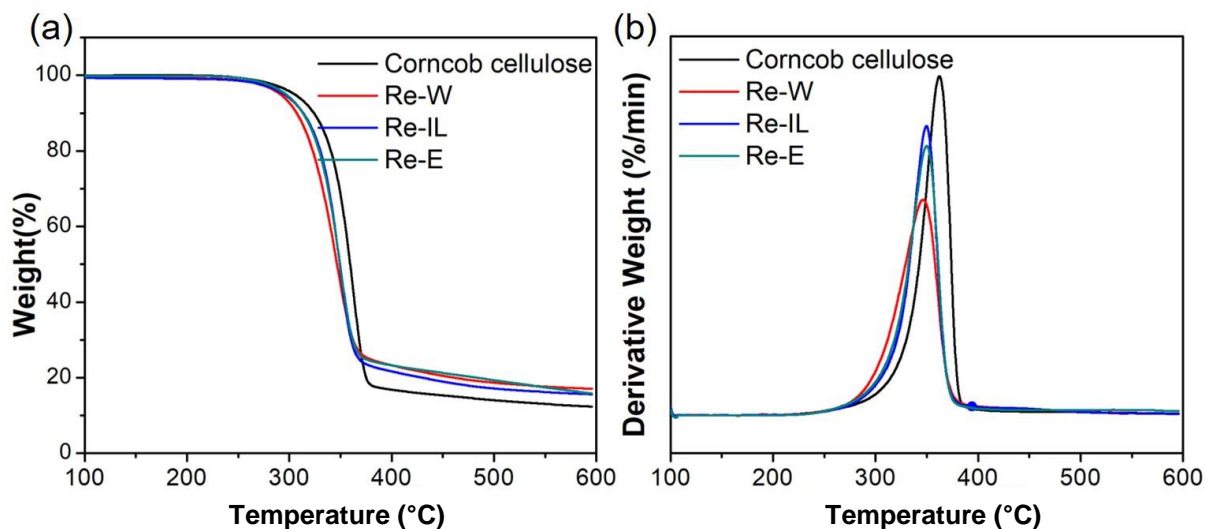 (a)
Corncob cellulose
Re-W
Re-IL
Re-E
Weight(%)
100
80
60
40
20
0
100 200 300 400 500 600
Temperature (°C)
(b)
Corncob cellulose
Re-W
Re-IL
Re-E
Derivative Weight (%/min)
100 200 300 400 500 600
Temperature (°C)